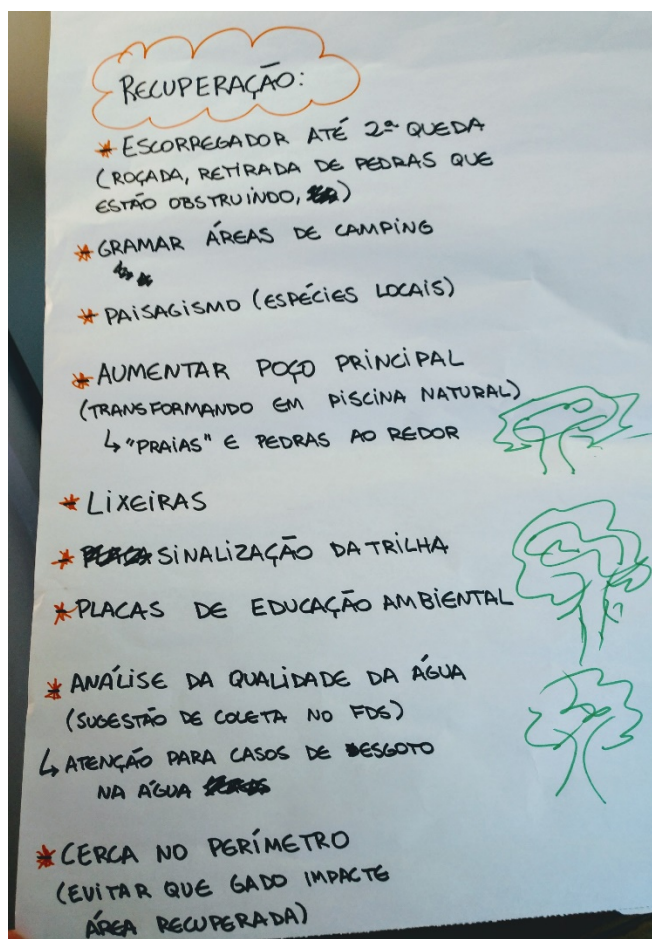 RECUPERAÇÃO:
* ESCORREGADOR ATÉ 2ª QUEDA
(ROÇADA, RETIRADA DE PEDRAS QUE
ESTÃO OBSTRUINDO, )
* GRAMAR ÁREAS DE CAMPING
* PAISAGISMO (ESPÉCIES LOCAIS)
* AUMENTAR POÇO PRINCIPAL
(TRANSFORMANDO EM PISCINA NATURAL)
↳ "PRAIAS" E PEDRAS AO REDOR
* LIXEIRAS
* SINALIZAÇÃO DA TRILHA
* PLACAS DE EDUCAÇÃO AMBIENTAL
* ANÁLISE DA QUALIDADE DA ÁGUA
(SUGESTÃO DE COLETA NO FDS)
↳ ATENÇÃO PARA CASOS DE ESGOTO
NA ÁGUA
* CERCA NO PERÍMETRO
(EVITAR QUE GADO IMPACTE
ÁREA RECUPERADA)